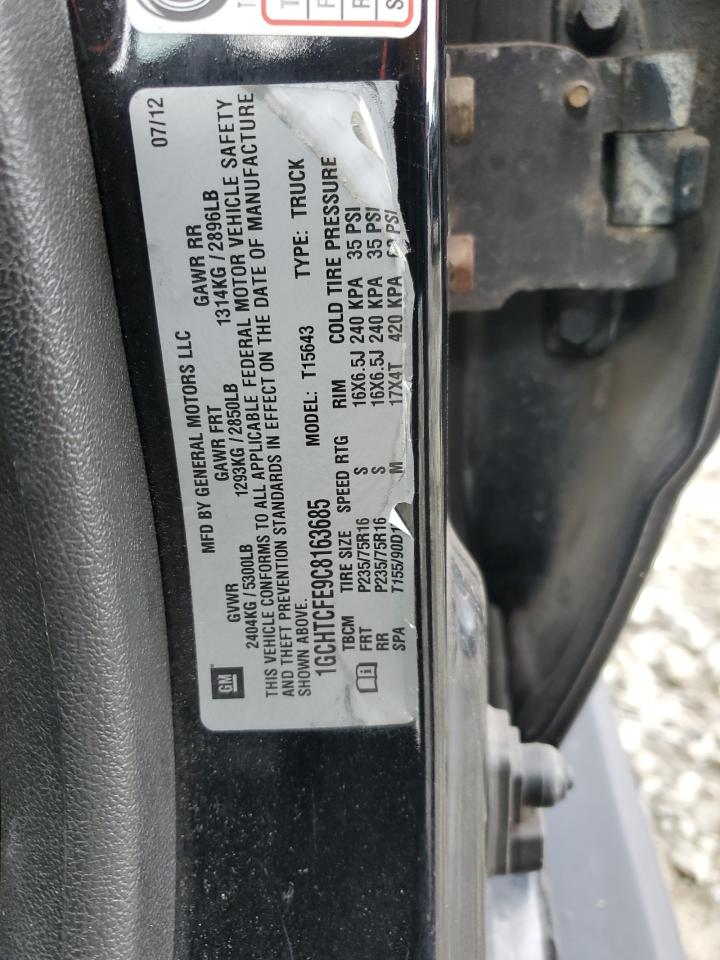 MFD BY GENERAL MOTORS LLC 07/12
GVWR GAWR FRT GAWR RR
2404KG/5300LB 1293KG/2850LB 1314KG/2896LB
THIS VEHICLE CONFORMS TO ALL APPLICABLE FEDERAL MOTOR VEHICLE SAFETY
AND THEFT PREVENTION STANDARDS IN EFFECT ON THE DATE OF MANUFACTURE
SHOWN ABOVE.
1GCHTCFE9C8163685 MODEL: T15643 TYPE: TRUCK
TBCM TIRE SIZE SPEED RTG RIM COLD TIRE PRESSURE
FRT P235/75R16 S 16X6.5J 240 KPA 35 PSI
RR P235/75R16 S 16X6.5J 240 KPA 35 PSI
SPA M 17X4T 420 KPA PSI
GM
T
T
F
R
S